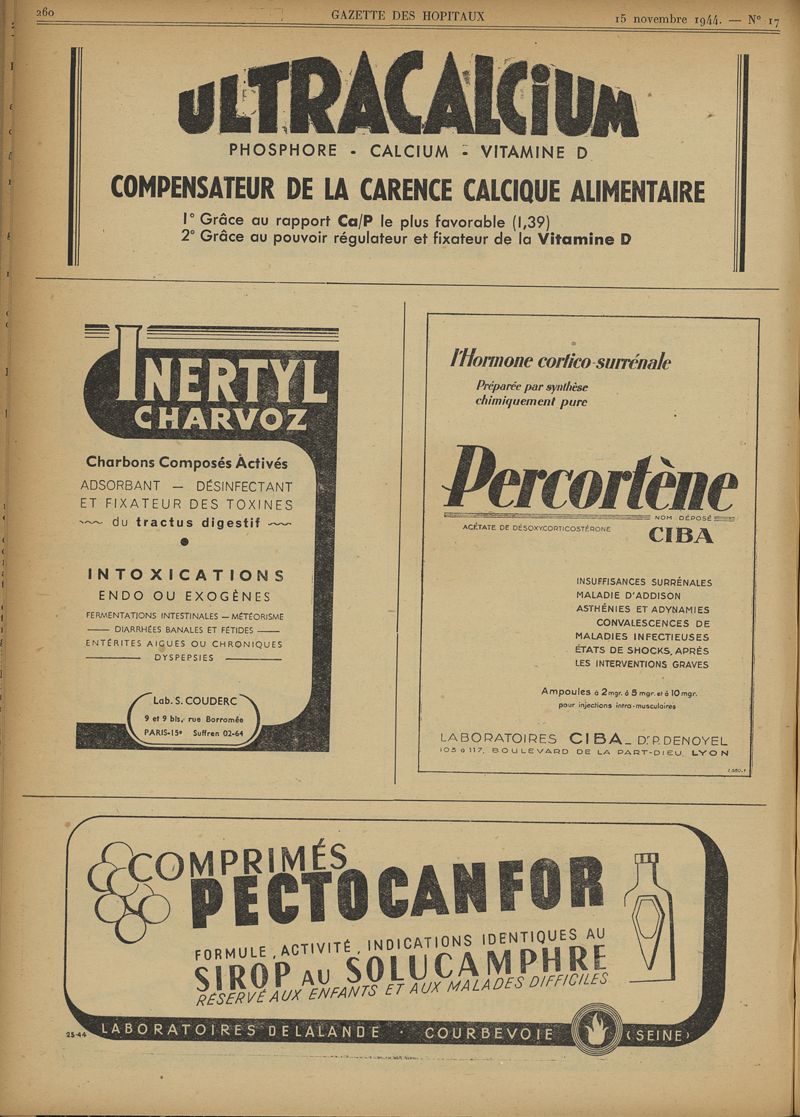 260
GAZETTE DES HOPITAUX
15 novembre 1944. — N° 17
ULTRACALCIUM
PHOSPHORE - CALCIUM - VITAMINE D
COMPENSATEUR DE LA CARENCE CALCIQUE ALIMENTAIRE
1° Grâce au rapport Ca/P le plus favorable (1,39)
2° Grâce au pouvoir régulateur et fixateur de la Vitamine D
INERTYL
CHARVOZ
Charbons Composés Activés
ADSORBANT — DÉSINFECTANT
ET FIXATEUR DES TOXINES
du tractus digestif
INTOXICATIONS
ENDO OU EXOGÈNES
FERMENTATIONS INTESTINALES — MÉTÉORISME
DIARRHÉES BANALES ET FÉTIDES
ENTÉRITES AIGUES OU CHRONIQUES
DYSPEPSIES
Lab. S. COUDERC
9 et 9 bis, rue Borromée
PARIS-15e Suffren 02-64
l'Hormone cortico-surrénale
Préparée par synthèse
chimiquement pure
Percortène
NOM DÉPOSÉ
ACÉTATE DE DÉSOXYCORTICOSTÉRONE
CIBA
INSUFFISANCES SURRÉNALES
MALADIE D'ADDISON
ASTHÉNIES ET ADYNAMIES
CONVALESCENCES DE
MALADIES INFECTIEUSES
ÉTATS DE SHOCKS, APRÈS
LES INTERVENTIONS GRAVES
Ampoules à 2 mgr. à 5 mgr. et à 10 mgr.
pour injections intra-musculaires
LABORATOIRES CIBA_ Dr. P. DENOYEL
103 à 117, BOULEVARD DE LA PART-DIEU, LYON
COMPRIMÉS
PECTOCANFOR
FORMULE, ACTIVITÉ, INDICATIONS IDENTIQUES AU
SIROP AU SOLUCAMPHRE
RÉSERVÉ AUX ENFANTS ET AUX MALADES DIFFICILES
25-44
LABORATOIRES DELALANDE · COURBEVOIE (SEINE)